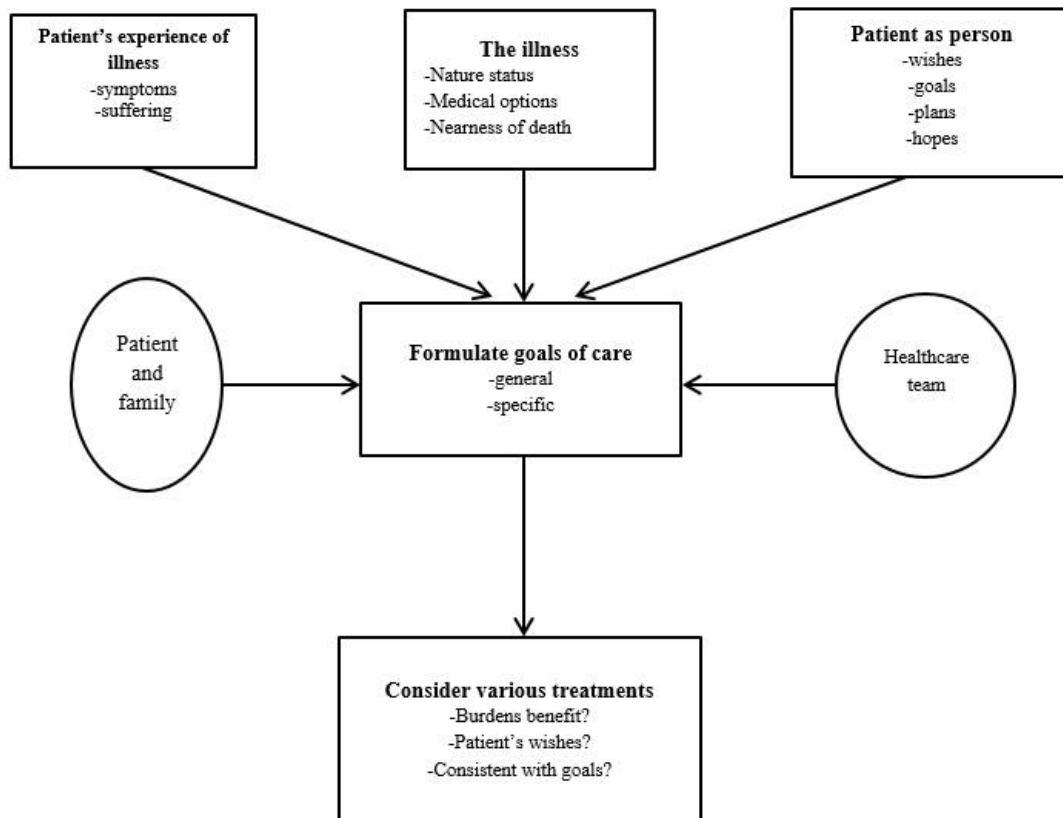 Patient’s experience of
illness
-symptoms
-suffering
The illness
-Nature status
-Medical options
-Nearness of death
Patient as person
-wishes
-goals
-plans
-hopes
Patient
and
family
Formulate goals of care
-general
-specific
Healthcare
team
Consider various treatments
-Burdens benefit?
-Patient’s wishes?
-Consistent with goals?